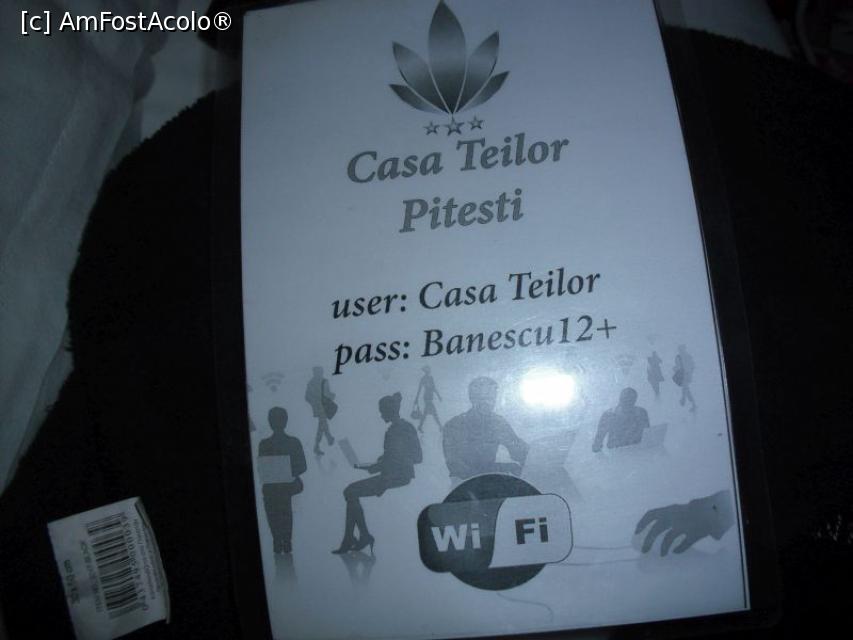 [c] AmFostAcolo®
Casa Teilor
Pitesti
user: Casa Teilor
pass: Banescu12+
Wi Fi